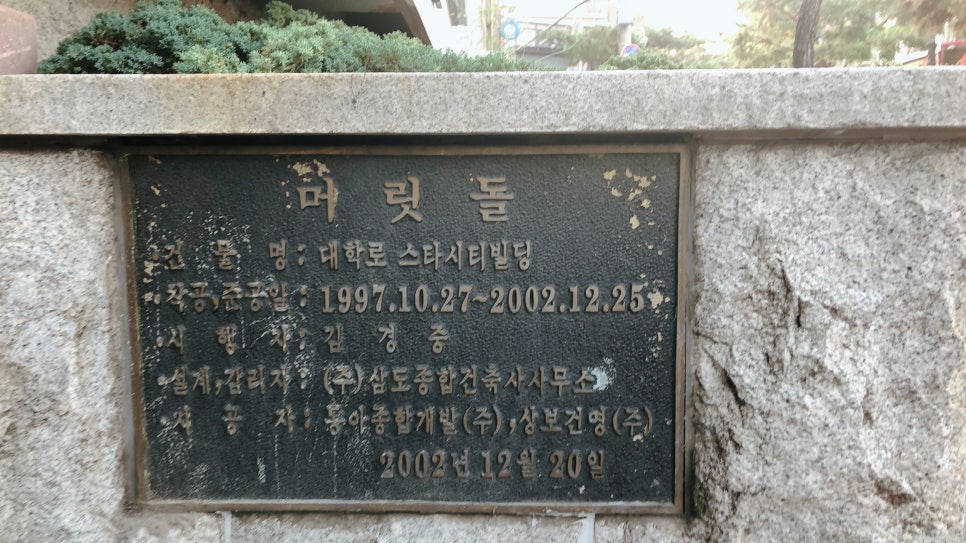 머릿돌
건물명 : 대학로 스타시티빌딩
착공,준공일 : 1997.10.27~2002.12.25
시행자 : 김경중
설계,감리자 : (주)삼도종합건축사사무소
시공자 : 동아종합개발(주),삼보건명(주)
2002년 12월 20일